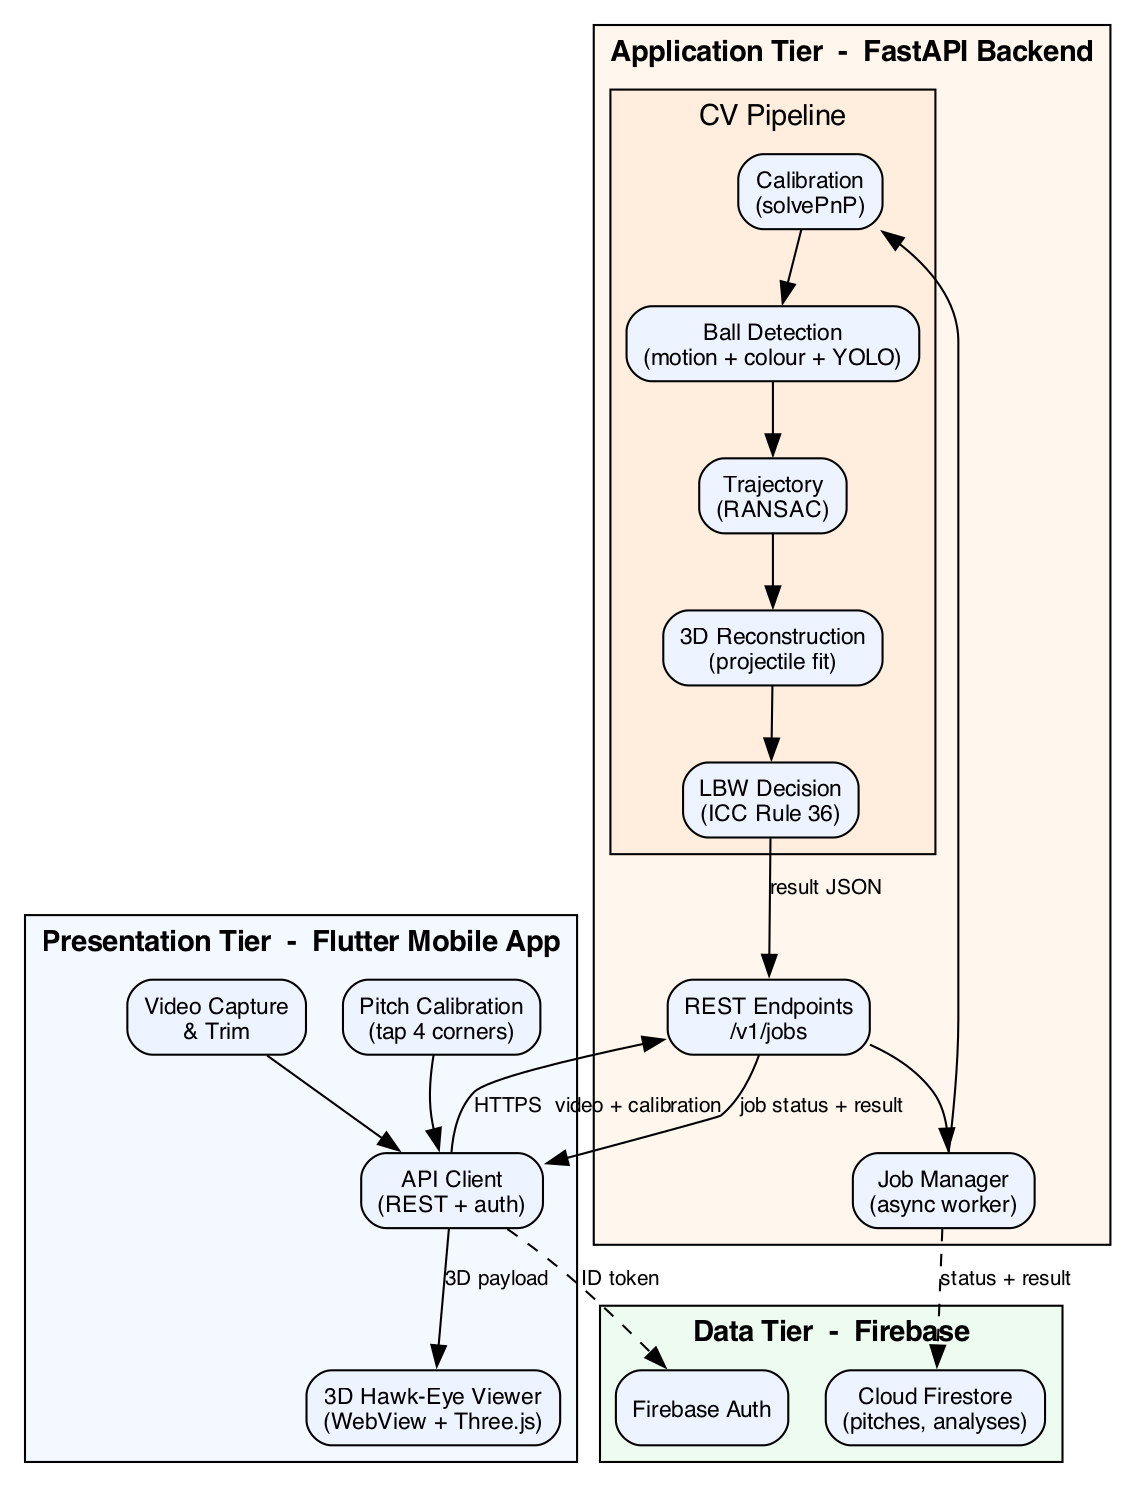 Application Tier - FastAPI Backend
CV Pipeline
Calibration
(solvePnP)
Ball Detection
(motion + colour + YOLO)
Trajectory
(RANSAC)
3D Reconstruction
(projectile fit)
LBW Decision
(ICC Rule 36)
result JSON
Presentation Tier - Flutter Mobile App
Video Capture
& Trim
Pitch Calibration
(tap 4 corners)
REST Endpoints
/v1/jobs
HTTPS video + calibration
job status + result
API Client
(REST + auth)
Job Manager
(async worker)
3D payload
ID token
status + result
Data Tier - Firebase
3D Hawk-Eye Viewer
(WebView + Three.js)
Firebase Auth
Cloud Firestore
(pitches, analyses)